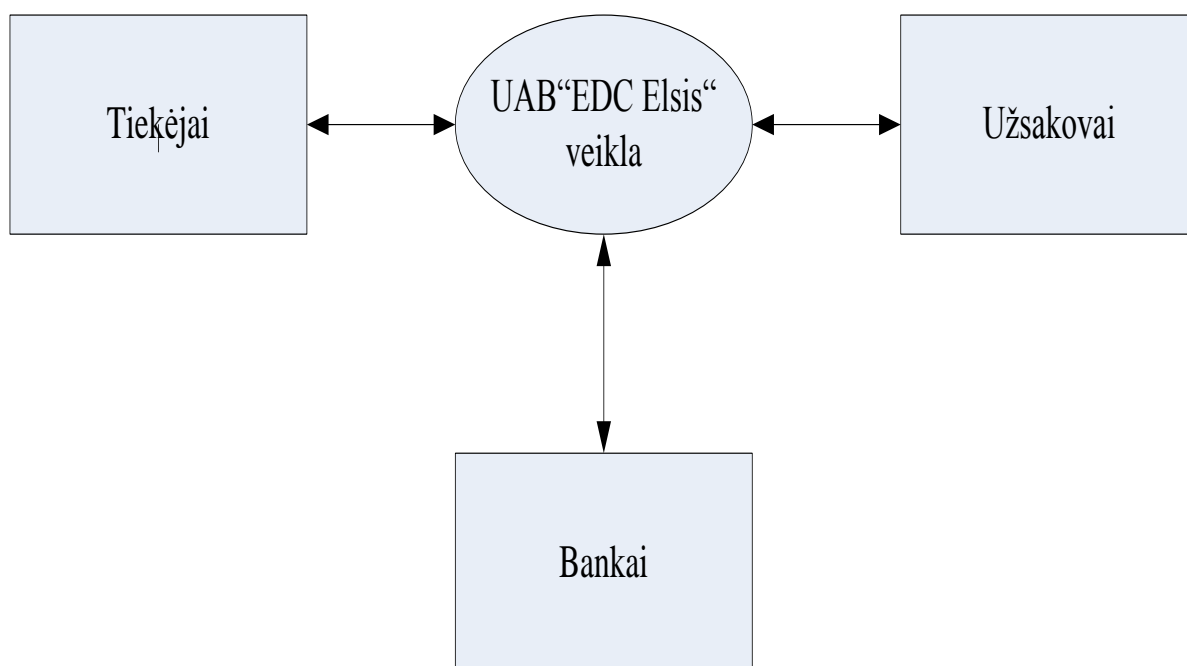 Tiekėjai
UAB“EDC Elsis“
veikla
Užsakovai
Bankai